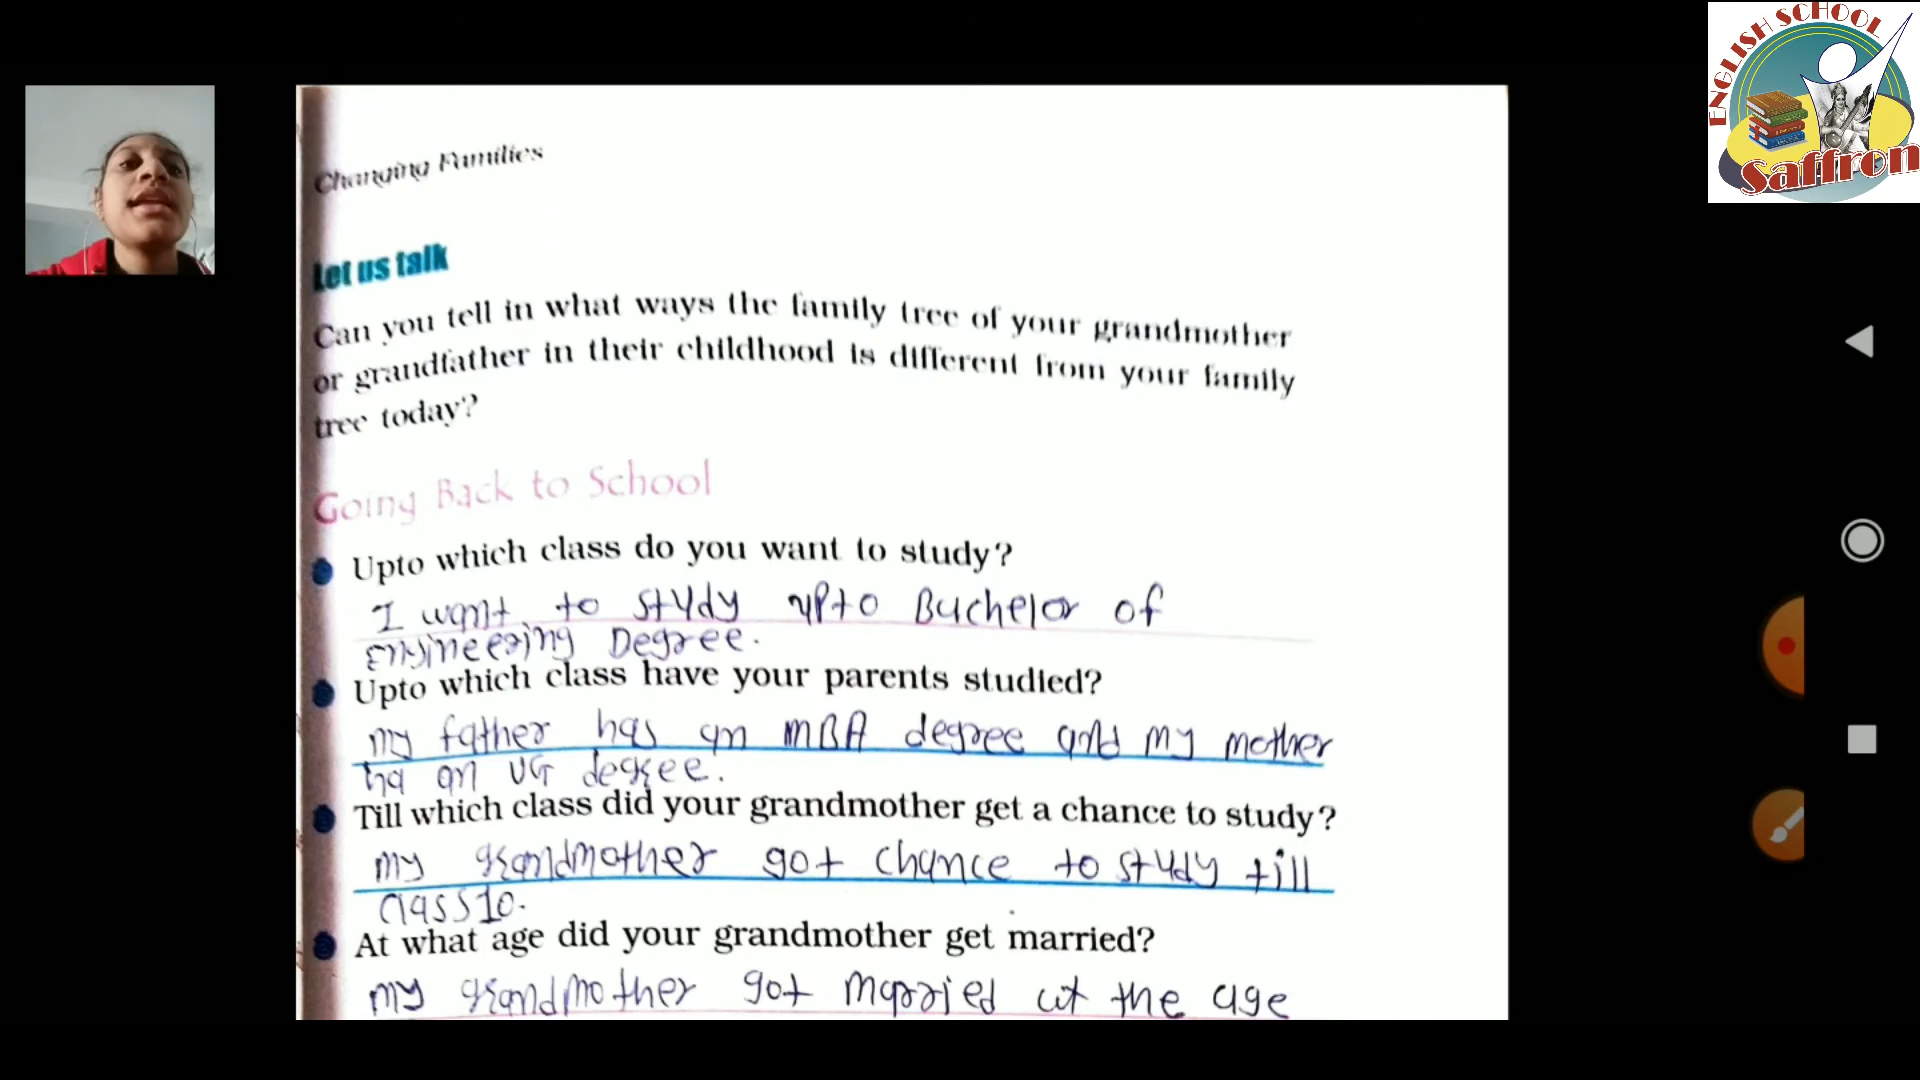 ENGLISH SCHOOL
Saffron
Changing Families
Let us talk
Can you tell in what ways the family tree of your grandmother
or grandfather in their childhood is different from your family
tree today?
Going Back to School
Upto which class do you want to study?
I want to study upto Buchelor of
Engineering Degree.
Upto which class have your parents studied?
my father has an MBA degree and my mother
ha an UG degree.
Till which class did your grandmother get a chance to study?
my grandmother got chance to study till
class 10.
At what age did your grandmother get married?
my grandmother got married at the age